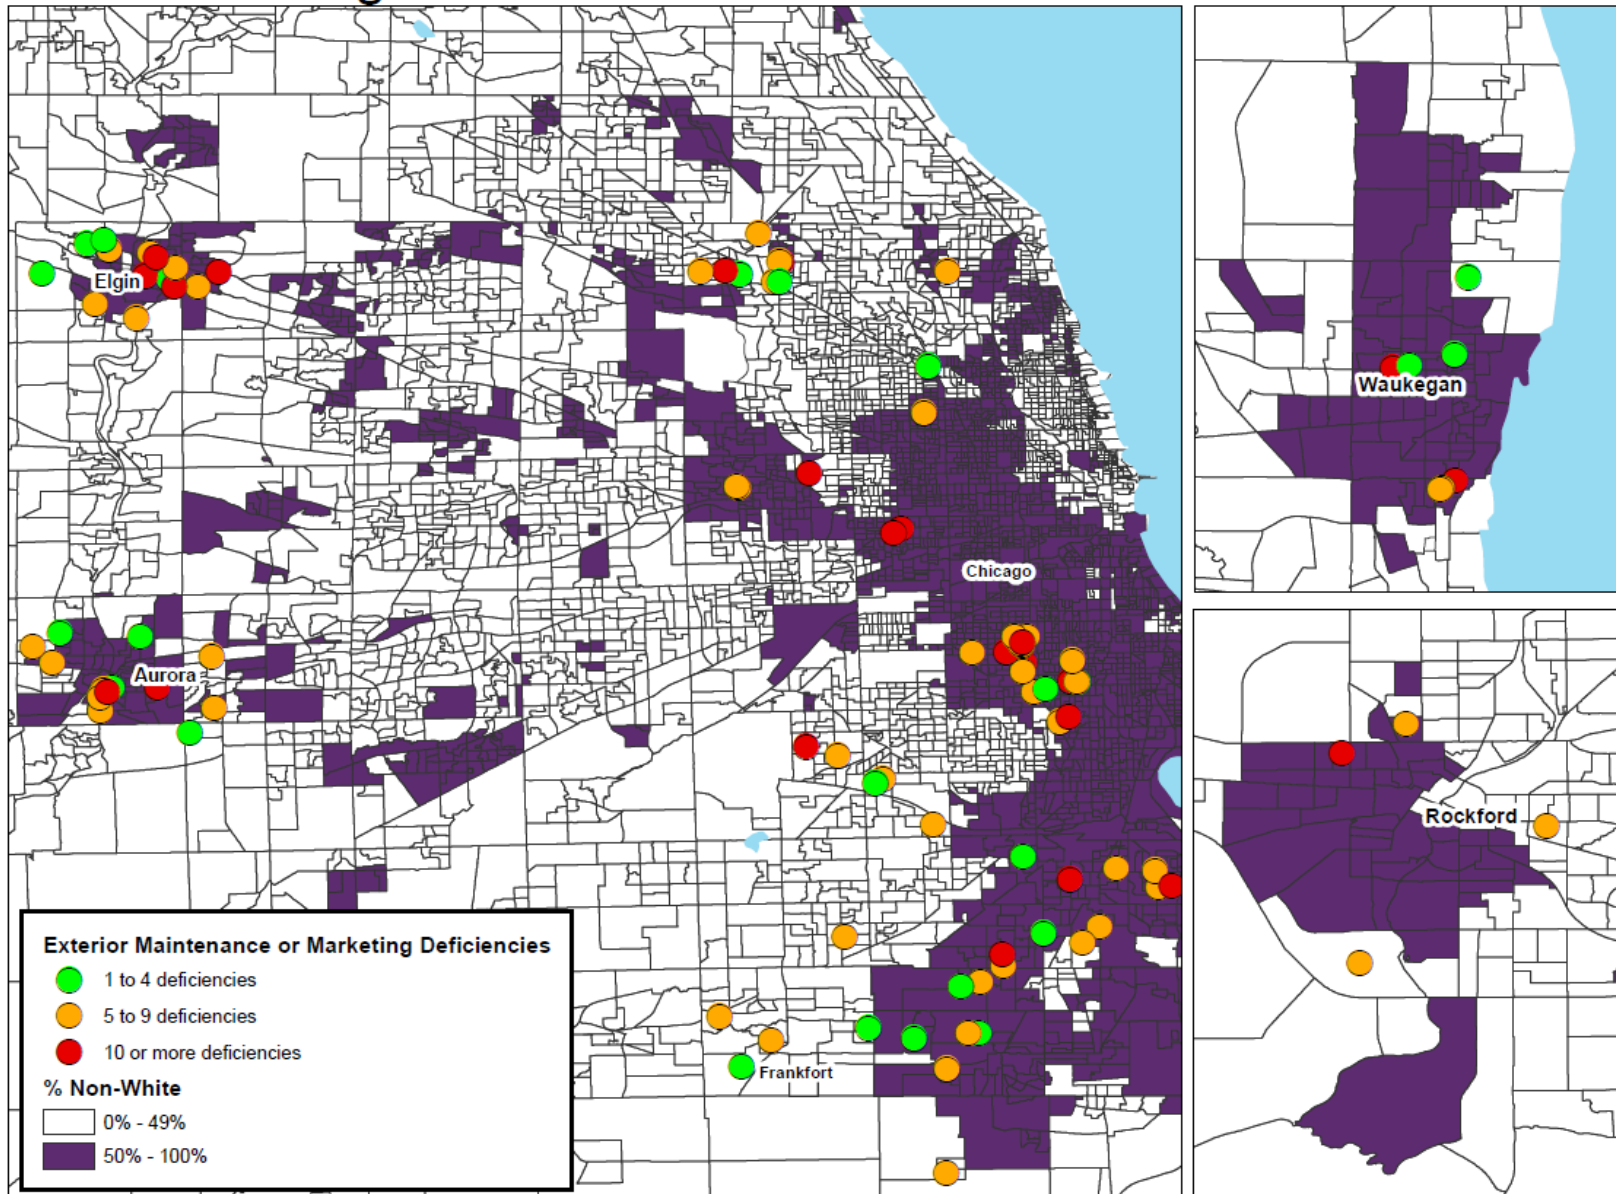 Elgin
Waukegan
Chicago
Aurora
Rockford
Frankfort
Exterior Maintenance or Marketing Deficiencies
1 to 4 deficiencies
5 to 9 deficiencies
10 or more deficiencies
% Non-White
0% - 49%
50% - 100%